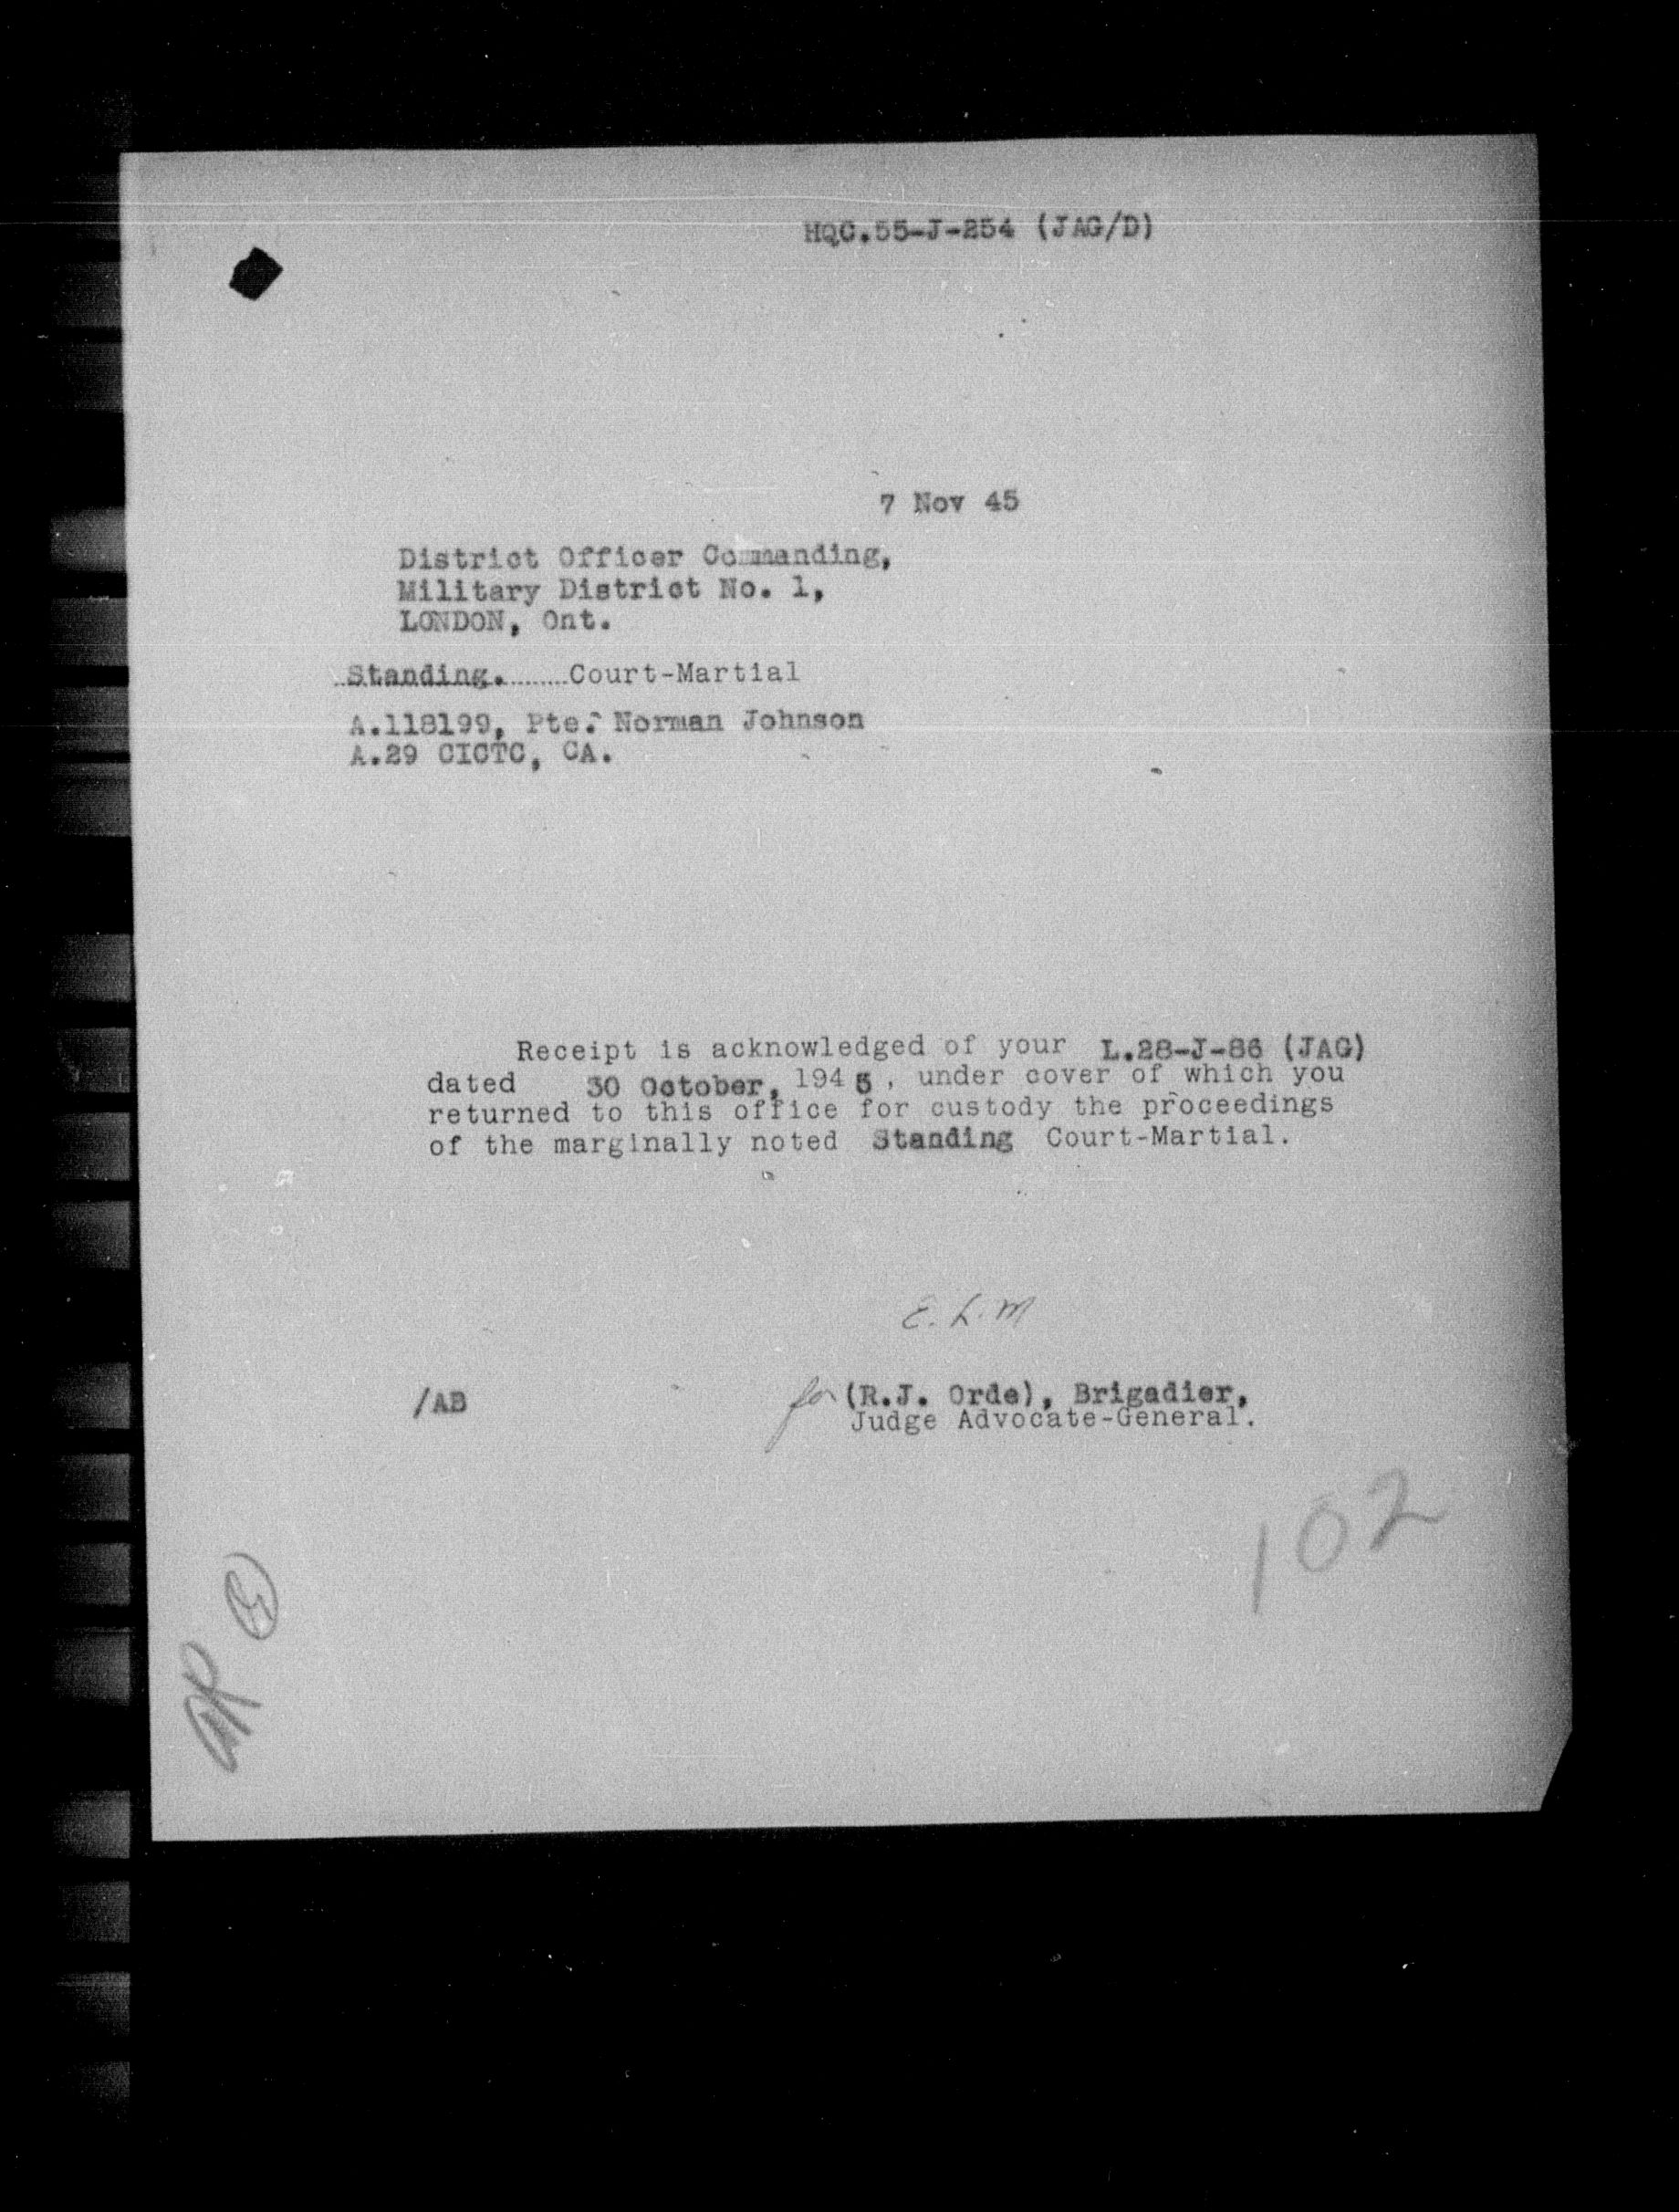 HQC.55-J-254 (JAG/D)
7 Nov 45
District Officer Commanding,
Military District No. 1,
LONDON, Ont.
Standing.........Court-Martial
A.118199, Pte. Norman Johnson
A.29 CICTC, CA.
Receipt is acknowledged of your L.28-J-86 (JAG)
dated 30 October, 1945, under cover of which you
returned to this office for custody the proceedings
of the marginally noted Standing Court-Martial.
E. L. M
/AB
for (R.J. Orde), Brigadier,
Judge Advocate-General.
102